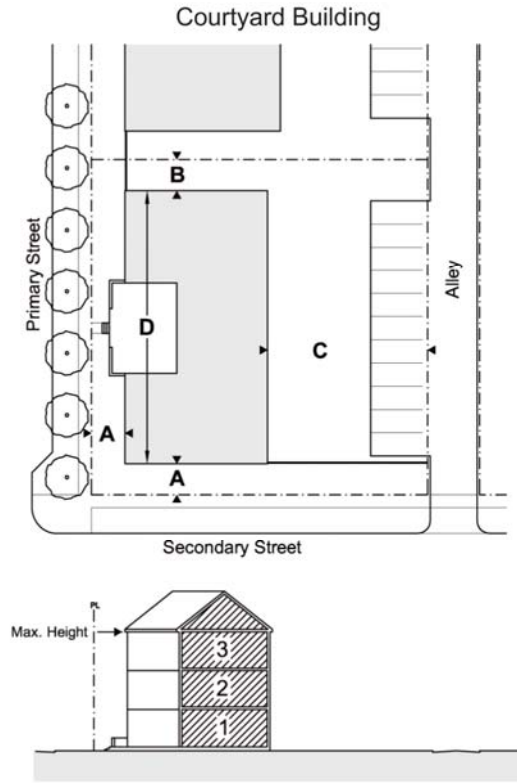 Courtyard Building
B
Primary Street
D
C
Alley
A
A
Secondary Street
PL
Max. Height
3
2
1